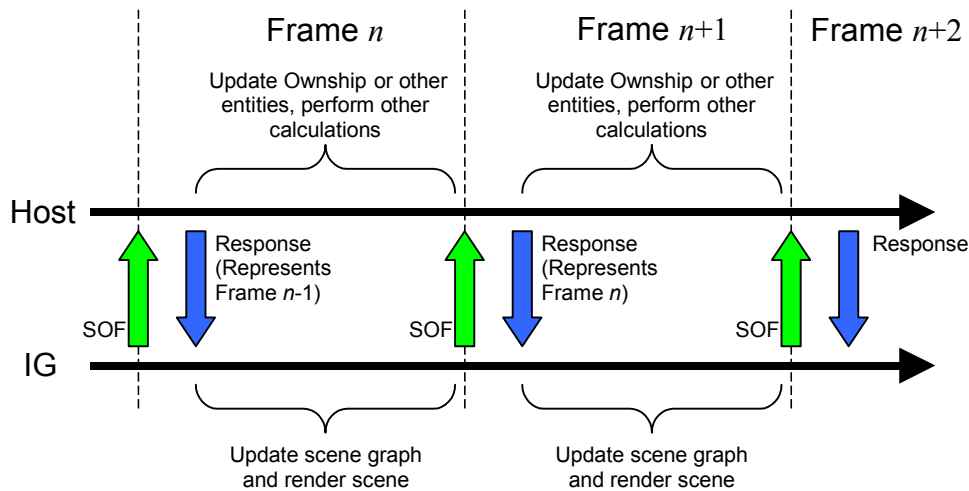 Frame n
Frame n+1
Frame n+2
Update Ownship or other
entities, perform other
calculations
Update Ownship or other
entities, perform other
calculations
Host
Response
(Represents
Frame n-1)
Response
(Represents
Frame n)
Response
SOF
SOF
SOF
IG
Update scene graph
and render scene
Update scene graph
and render scene